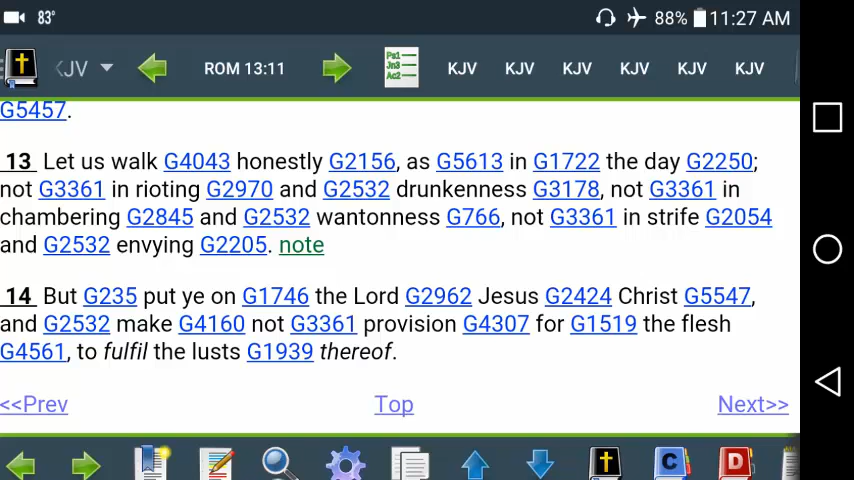 83° 88% 11:27 AM
KJV ROM 13:11 Ps1 Jn3 Ac2 KJV KJV KJV KJV KJV KJV
G5457.
13 Let us walk G4043 honestly G2156, as G5613 in G1722 the day G2250;
not G3361 in rioting G2970 and G2532 drunkenness G3178, not G3361 in
chambering G2845 and G2532 wantonness G766, not G3361 in strife G2054
and G2532 envying G2205. note
14 But G235 put ye on G1746 the Lord G2962 Jesus G2424 Christ G5547,
and G2532 make G4160 not G3361 provision G4307 for G1519 the flesh
G4561, to fulfil the lusts G1939 thereof.
<<Prev Top Next>>
C D